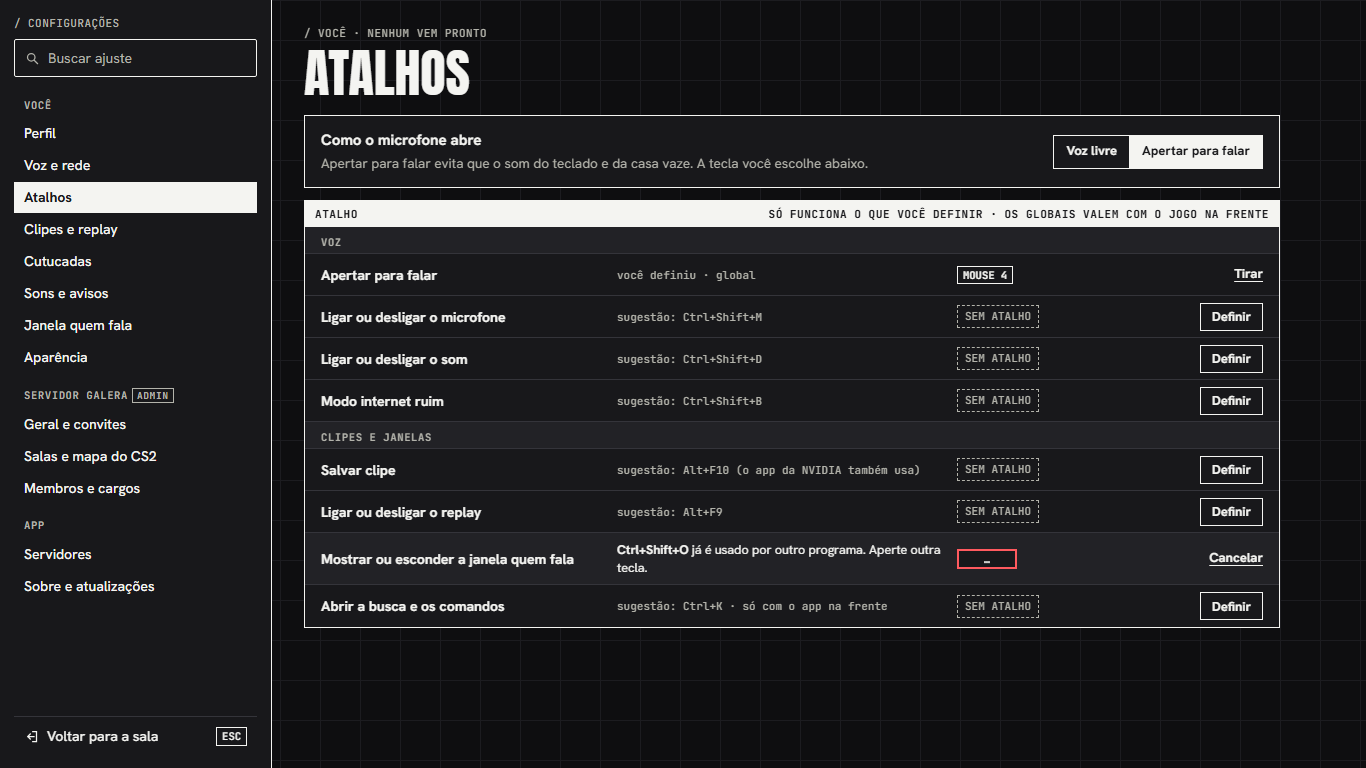 / CONFIGURAÇÕES
Buscar ajuste
VOCÊ
Perfil
Voz e rede
Atalhos
Clipes e replay
Cutucadas
Sons e avisos
Janela quem fala
Aparência
SERVIDOR GALERA ADMIN
Geral e convites
Salas e mapa do CS2
Membros e cargos
APP
Servidores
Sobre e atualizações
Voltar para a sala ESC
/ VOCÊ · NENHUM VEM PRONTO
ATALHOS
Como o microfone abre
Apertar para falar evita que o som do teclado e da casa vaze. A tecla você escolhe abaixo.
Voz livre Apertar para falar
ATALHO SÓ FUNCIONA O QUE VOCÊ DEFINIR · OS GLOBAIS VALEM COM O JOGO NA FRENTE
VOZ
Apertar para falar você definiu · global MOUSE 4 Tirar
Ligar ou desligar o microfone sugestão: Ctrl+Shift+M SEM ATALHO Definir
Ligar ou desligar o som sugestão: Ctrl+Shift+D SEM ATALHO Definir
Modo internet ruim sugestão: Ctrl+Shift+B SEM ATALHO Definir
CLIPES E JANELAS
Salvar clipe sugestão: Alt+F10 (o app da NVIDIA também usa) SEM ATALHO Definir
Ligar ou desligar o replay sugestão: Alt+F9 SEM ATALHO Definir
Mostrar ou esconder a janela quem fala Ctrl+Shift+O já é usado por outro programa. Aperte outra tecla. _ Cancelar
Abrir a busca e os comandos sugestão: Ctrl+K · só com o app na frente SEM ATALHO Definir